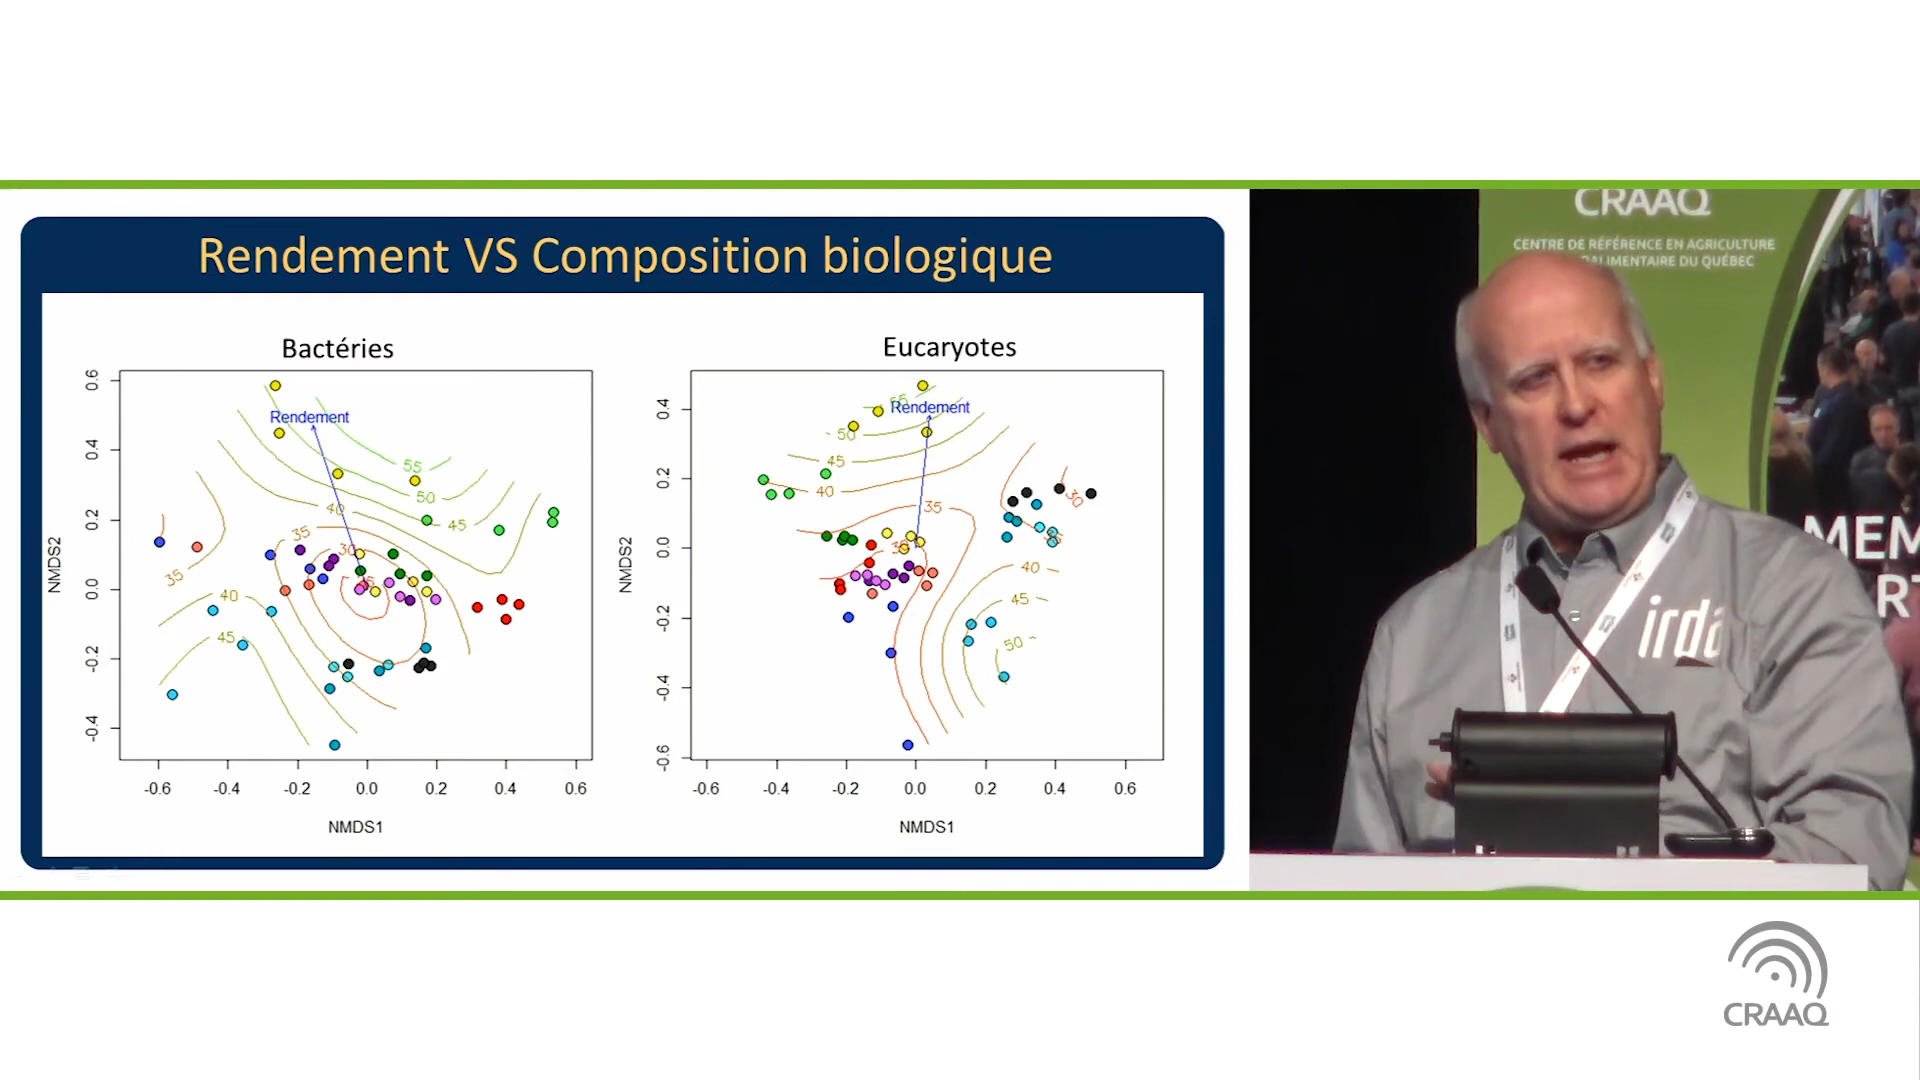 Rendement VS Composition biologique
Bactéries
Eucaryotes
NMDS2
0.6
0.4
0.2
0.0
-0.2
-0.4
Rendement
55
50
45
40
35
30
35
40
45
-0.6 -0.4 -0.2 0.0 0.2 0.4 0.6
NMDS1
NMDS2
0.4
0.2
0.0
-0.2
-0.4
-0.6
Rendement
50
45
40
35
30
40
45
50
-0.6 -0.4 -0.2 0.0 0.2 0.4 0.6
NMDS1
CRAAQ
CENTRE DE RÉFÉRENCE EN AGRICULTURE
ALIMENTAIRE DU QUÉBEC
irda
CRAAQ